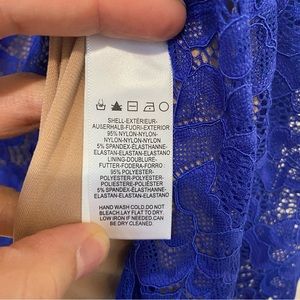 SHELL-EXTÉRIEUR-
AUßERHALB-FUORI-EXTERIOR
95% NYLON-NYLON-
NYLON-NYLON-NYLON
5% SPANDEX-ELASTHANNE-
ELASTAN-ELASTAN-ELASTANO
LINING-DOUBLURE-
FUTTER-FODERA-FORRO
95% POLYESTER-
POLYESTER-POLYESTER-
POLIESTERE-POLIÉSTER
5% SPANDEX-ELASTHANNE-
ELASTAN-ELASTAN-ELASTANO
HAND WASH COLD.DO NOT
BLEACH.LAY FLAT TO DRY.
LOW IRON IF NEEDED.CAN
BE DRY CLEANED